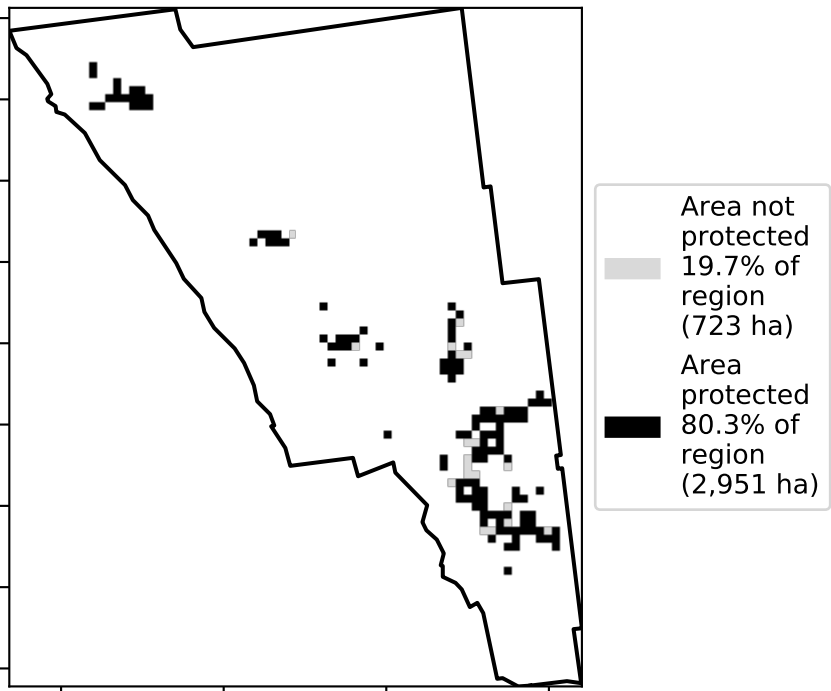 Area not
protected
19.7% of
region
(723 ha)
Area
protected
80.3% of
region
(2,951 ha)